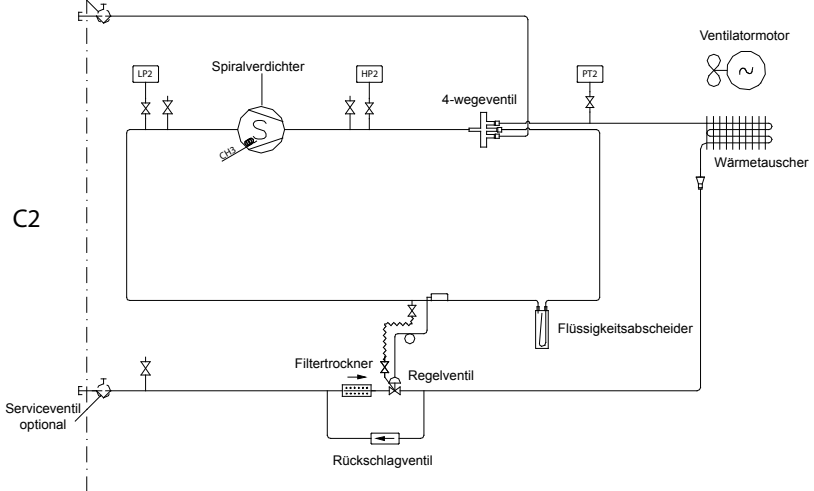 Ventilatormotor
Spiralverdichter
LP2
HP2
PT2
4-wegeventil
S
CH3
Wärmetauscher
C2
Flüssigkeitsabscheider
Filtertrockner
Regelventil
Serviceventil
optional
Rückschlagventil